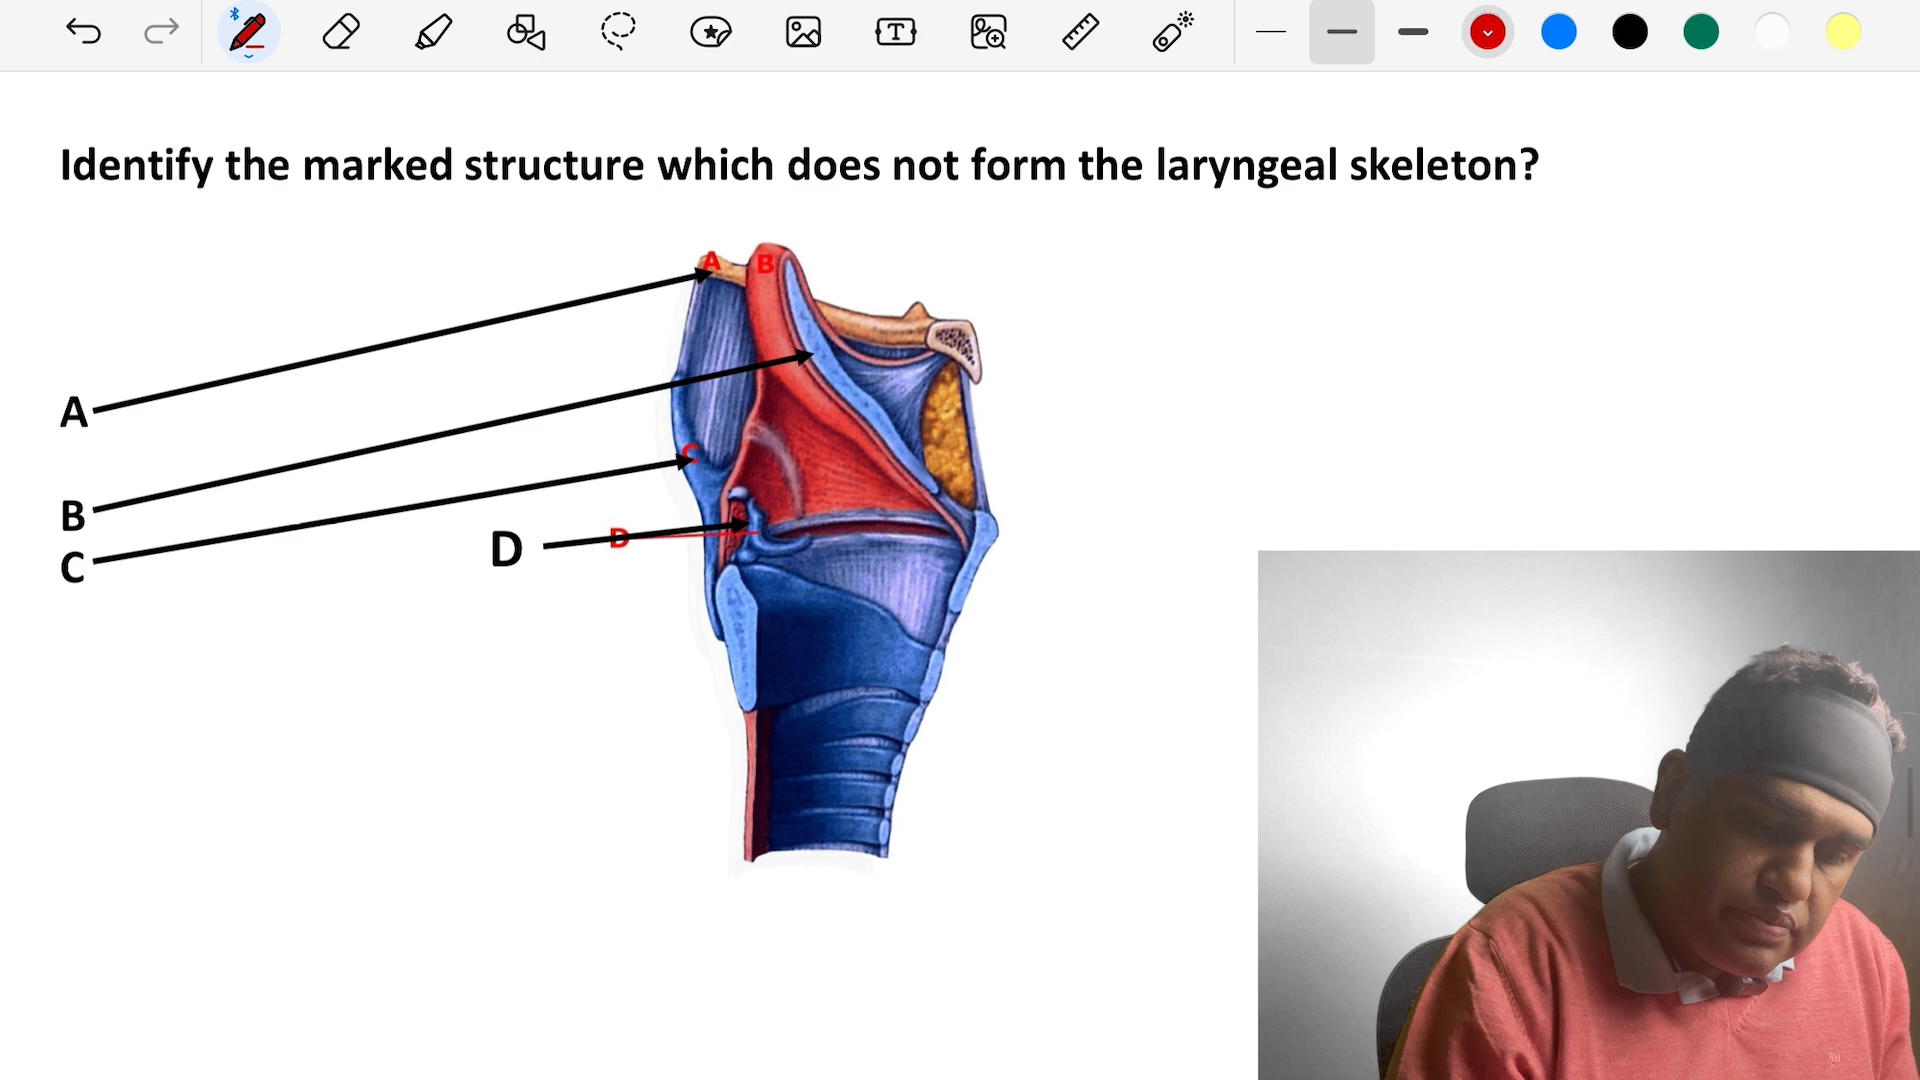 Identify the marked structure which does not form the laryngeal skeleton?
A B
A
C
B
D D
C